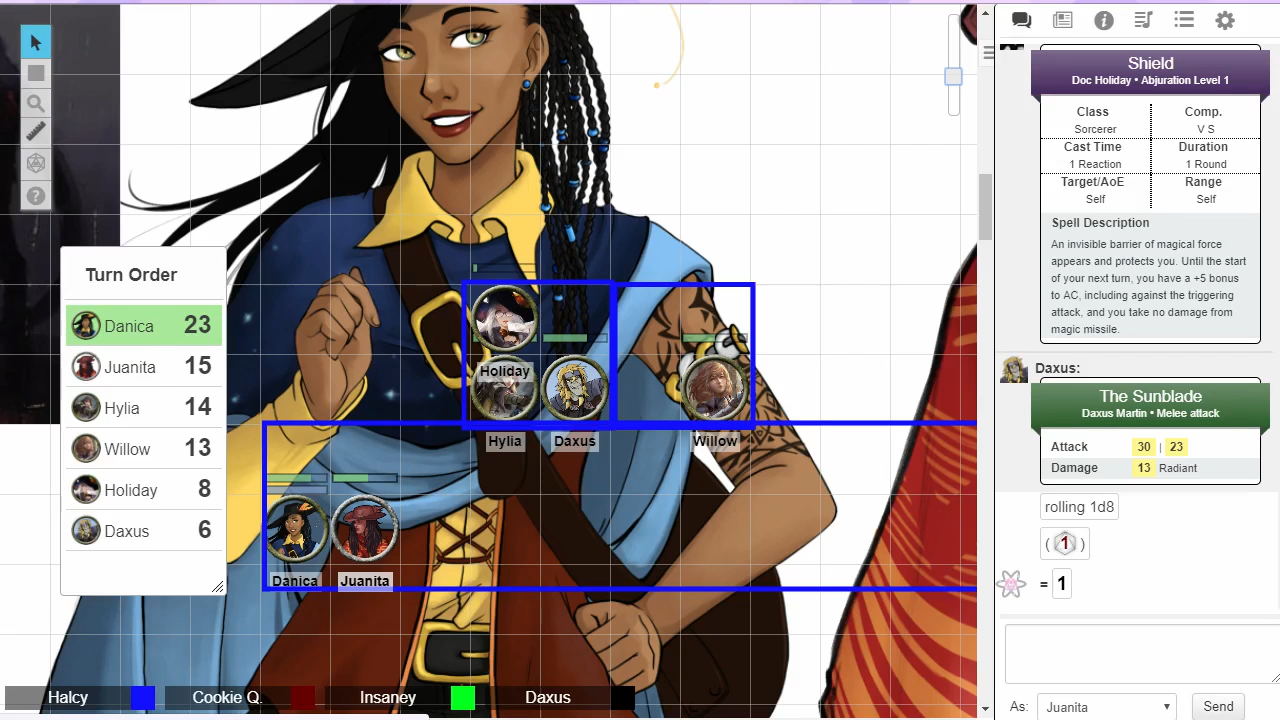 Turn Order
Danica 23
Juanita 15
Hylia 14
Willow 13
Holiday 8
Daxus 6
Holiday
Hylia
Daxus
Willow
Danica
Juanita
Halcy
Cookie Q.
Insaney
Daxus
Shield
Doc Holiday • Abjuration Level 1
Class
Comp.
Sorcerer
V S
Cast Time
Duration
1 Reaction
1 Round
Target/AoE
Range
Self
Self
Spell Description
An invisible barrier of magical force
appears and protects you. Until the start
of your next turn, you have a +5 bonus
to AC, including against the triggering
attack, and you take no damage from
magic missile.
Daxus:
The Sunblade
Daxus Martin • Melee attack
Attack 30 | 23
Damage 13 Radiant
rolling 1d8
( 1 )
= 1
As: Juanita
Send